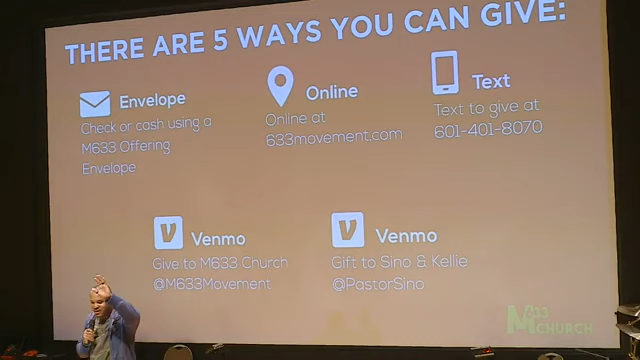 THERE ARE 5 WAYS YOU CAN GIVE:
Envelope
Check or cash using a
M633 Offering
Envelope
Online
Online at
633movement.com
Text
Text to give at
601-401-8070
Venmo
Give to M633 Church
@M633Movement
Venmo
Gift to Sino & Kellie
@PastorSino
M633
CHURCH